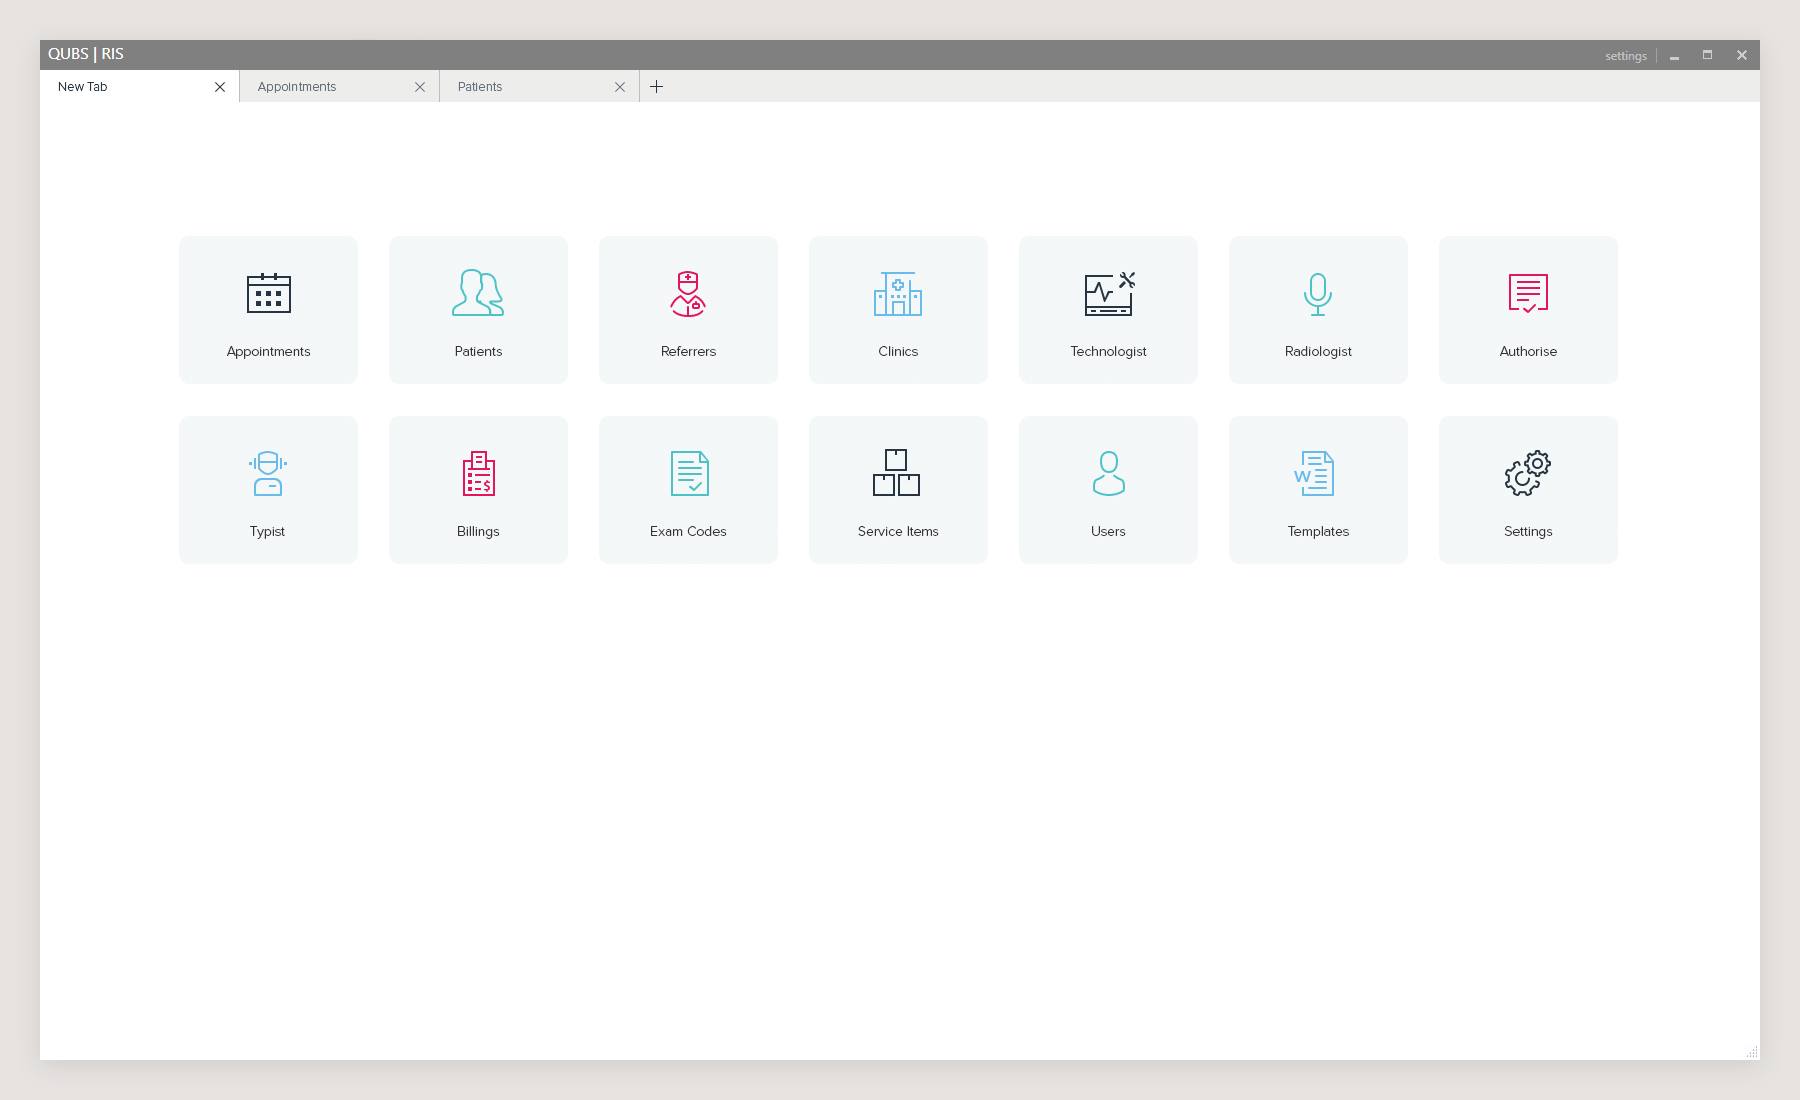 QUBS | RIS
settings
New Tab
Appointments
Patients
Appointments
Patients
Referrers
Clinics
Technologist
Radiologist
Authorise
Typist
Billings
Exam Codes
Service Items
Users
W
Templates
Settings